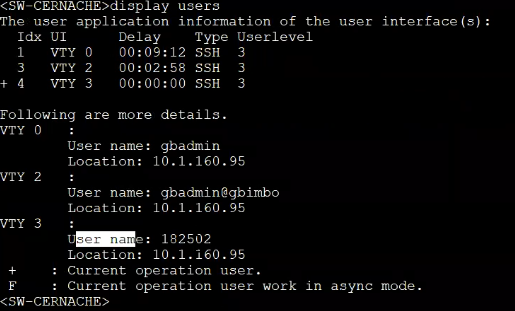 <SW-CERNACHE>display users
The user application information of the user interface(s):
  Idx UI      Delay    Type Userlevel
  1   VTY 0   00:09:12 SSH  3
  3   VTY 2   00:02:58 SSH  3
+ 4   VTY 3   00:00:00 SSH  3
Following are more details.
VTY 0   :
        User name: gbadmin
        Location: 10.1.160.95
VTY 2   :
        User name: gbadmin@gbimbo
        Location: 10.1.160.95
VTY 3   :
        User name: 182502
        Location: 10.1.160.95
 +    : Current operation user.
 F    : Current operation user work in async mode.
<SW-CERNACHE>